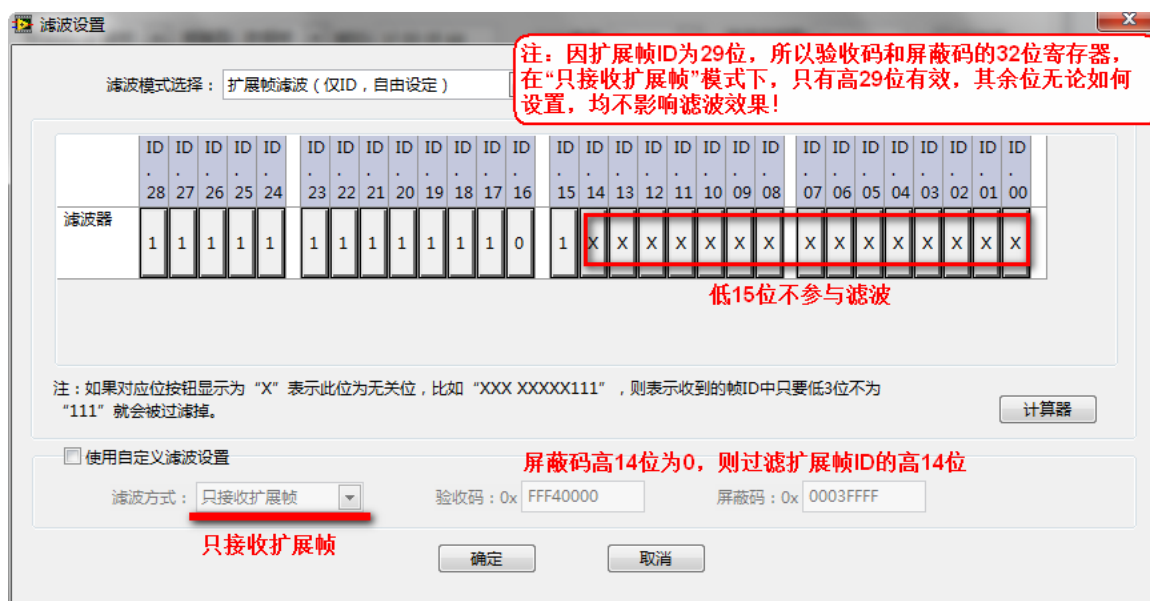 滤波设置
X
注：因扩展帧ID为29位，所以验收码和屏蔽码的32位寄存器，
在“只接收扩展帧”模式下，只有高29位有效，其余位无论如何
设置，均不影响滤波效果！
滤波模式选择： 扩展帧滤波（仅ID，自由设定）
ID ID ID ID ID ID ID ID ID ID ID ID ID ID ID ID ID ID ID ID ID ID ID ID ID ID ID ID ID
. . . . . . . . . . . . . . . . . . . . . . . . . . . . .
28 27 26 25 24 23 22 21 20 19 18 17 16 15 14 13 12 11 10 09 08 07 06 05 04 03 02 01 00
滤波器
1 1 1 1 1 1 1 1 1 1 1 1 0 1 X X X X X X X X X X X X X X X
低15位不参与滤波
注：如果对应位按钮显示为“X”表示此位为无关位，比如“XXX XXXXX111”，则表示收到的帧ID中只要低3位不为
“111”就会被过滤掉。
计算器
使用自定义滤波设置
屏蔽码高14位为0，则过滤扩展帧ID的高14位
滤波方式： 只接收扩展帧 验收码：0x FFF40000 屏蔽码：0x 0003FFFF
只接收扩展帧
确定 取消